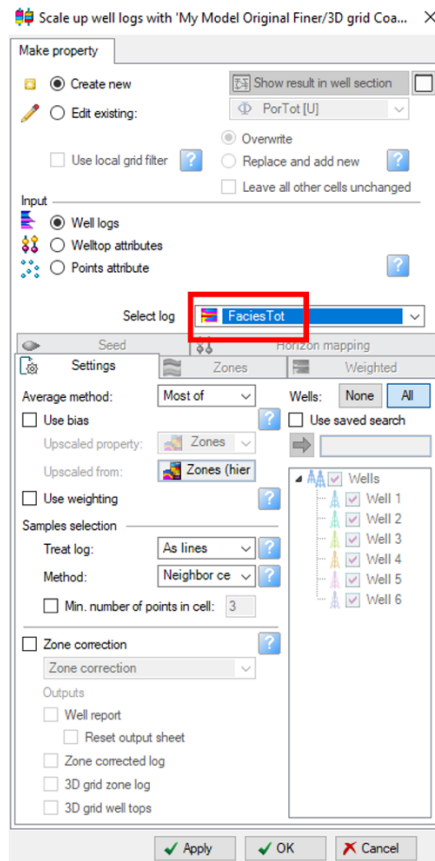 Scale up well logs with 'My Model Original Finer/3D grid Coa...
Make property
Create new
Show result in well section
Edit existing:
PorTot [U]
Overwrite
Use local grid filter
?
Replace and add new
?
Leave all other cells unchanged
Input
Well logs
Welltop attributes
Points attribute
?
Select log
FaciesTot
Seed
Horizon mapping
Settings
Zones
Weighted
Average method:
Most of
Wells:
None
All
Use bias
?
Use saved search
Upscaled property:
Zones
Upscaled from:
Zones (hier
Wells
Use weighting
?
Well 1
Well 2
Samples selection
Well 3
Treat log:
As lines
?
Well 4
Method:
Neighbor ce
?
Well 5
Well 6
Min. number of points in cell:
3
Zone correction
?
Zone correction
Outputs
Well report
Reset output sheet
Zone corrected log
3D grid zone log
3D grid well tops
Apply
OK
Cancel